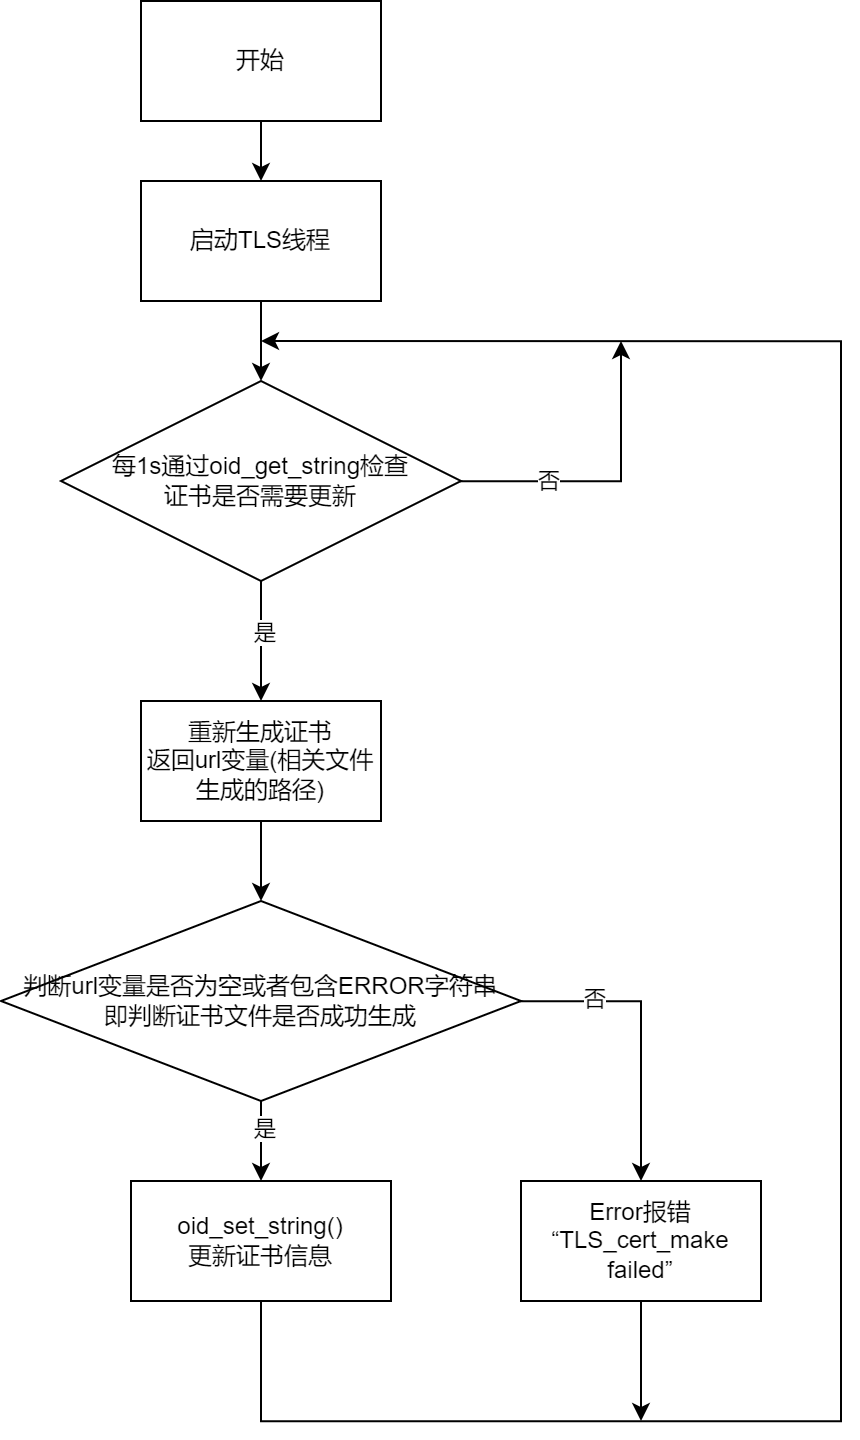 开始
启动TLS线程
每1s通过oid_get_string检查
证书是否需要更新
否
是
重新生成证书
返回url变量(相关文件
生成的路径)
判断url变量是否为空或者包含ERROR字符串
即判断证书文件是否成功生成
否
是
oid_set_string()
更新证书信息
Error报错
“TLS_cert_make
failed”